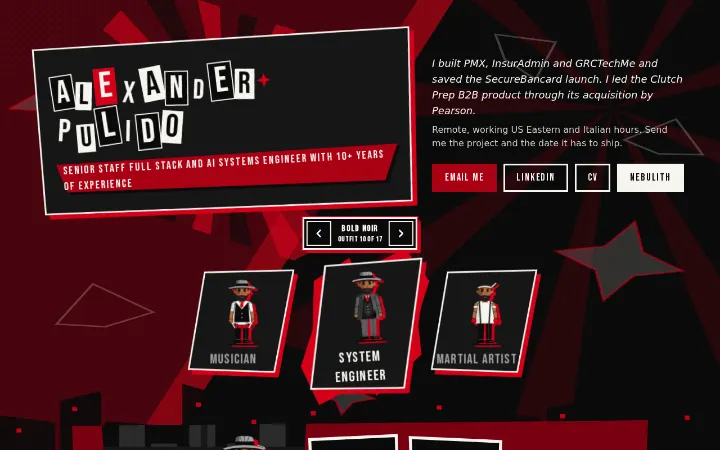 ALEXANDER
PULIDO
SENIOR STAFF FULL STACK AND AI SYSTEMS ENGINEER WITH 10+ YEARS
OF EXPERIENCE
I built PMX, InsurAdmin and GRCTechMe and
saved the SecureBancard launch. I led the Clutch
Prep B2B product through its acquisition by
Pearson.
Remote, working US Eastern and Italian hours. Send
me the project and the date it has to ship.
EMAIL ME
LINKEDIN
CV
NEBULITH
BOLD NOIR
OUTFIT 10 OF 17
MUSICIAN
SYSTEM
ENGINEER
MARTIAL ARTIST